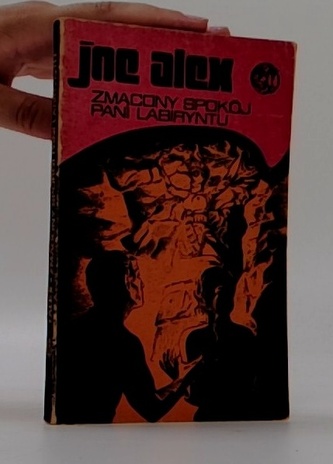 joe alex
ZMĄCONY SPOKÓJ
PANI LABIRYNTU